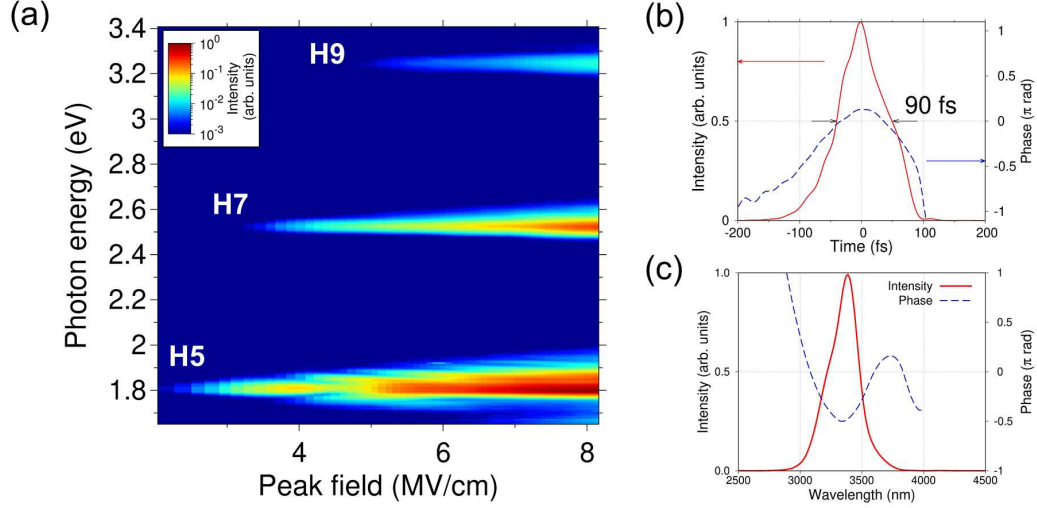 (a)
3.4
3.2
3
2.8
2.6
2.4
2.2
2
1.8
Photon energy (eV)
10^0
10^-1
10^-2
10^-3
Intensity
(arb. units)
H9
H7
H5
4
6
8
Peak field (MV/cm)
(b)
1
0.5
0
Intensity (arb. units)
90 fs
1
0.5
0
-0.5
-1
Phase (π rad)
-200
-100
0
100
200
Time (fs)
(c)
1.0
0.5
0.0
Intensity (arb. units)
Intensity
Phase
1
0.5
0
-0.5
-1
Phase (π rad)
2500
3000
3500
4000
4500
Wavelength (nm)